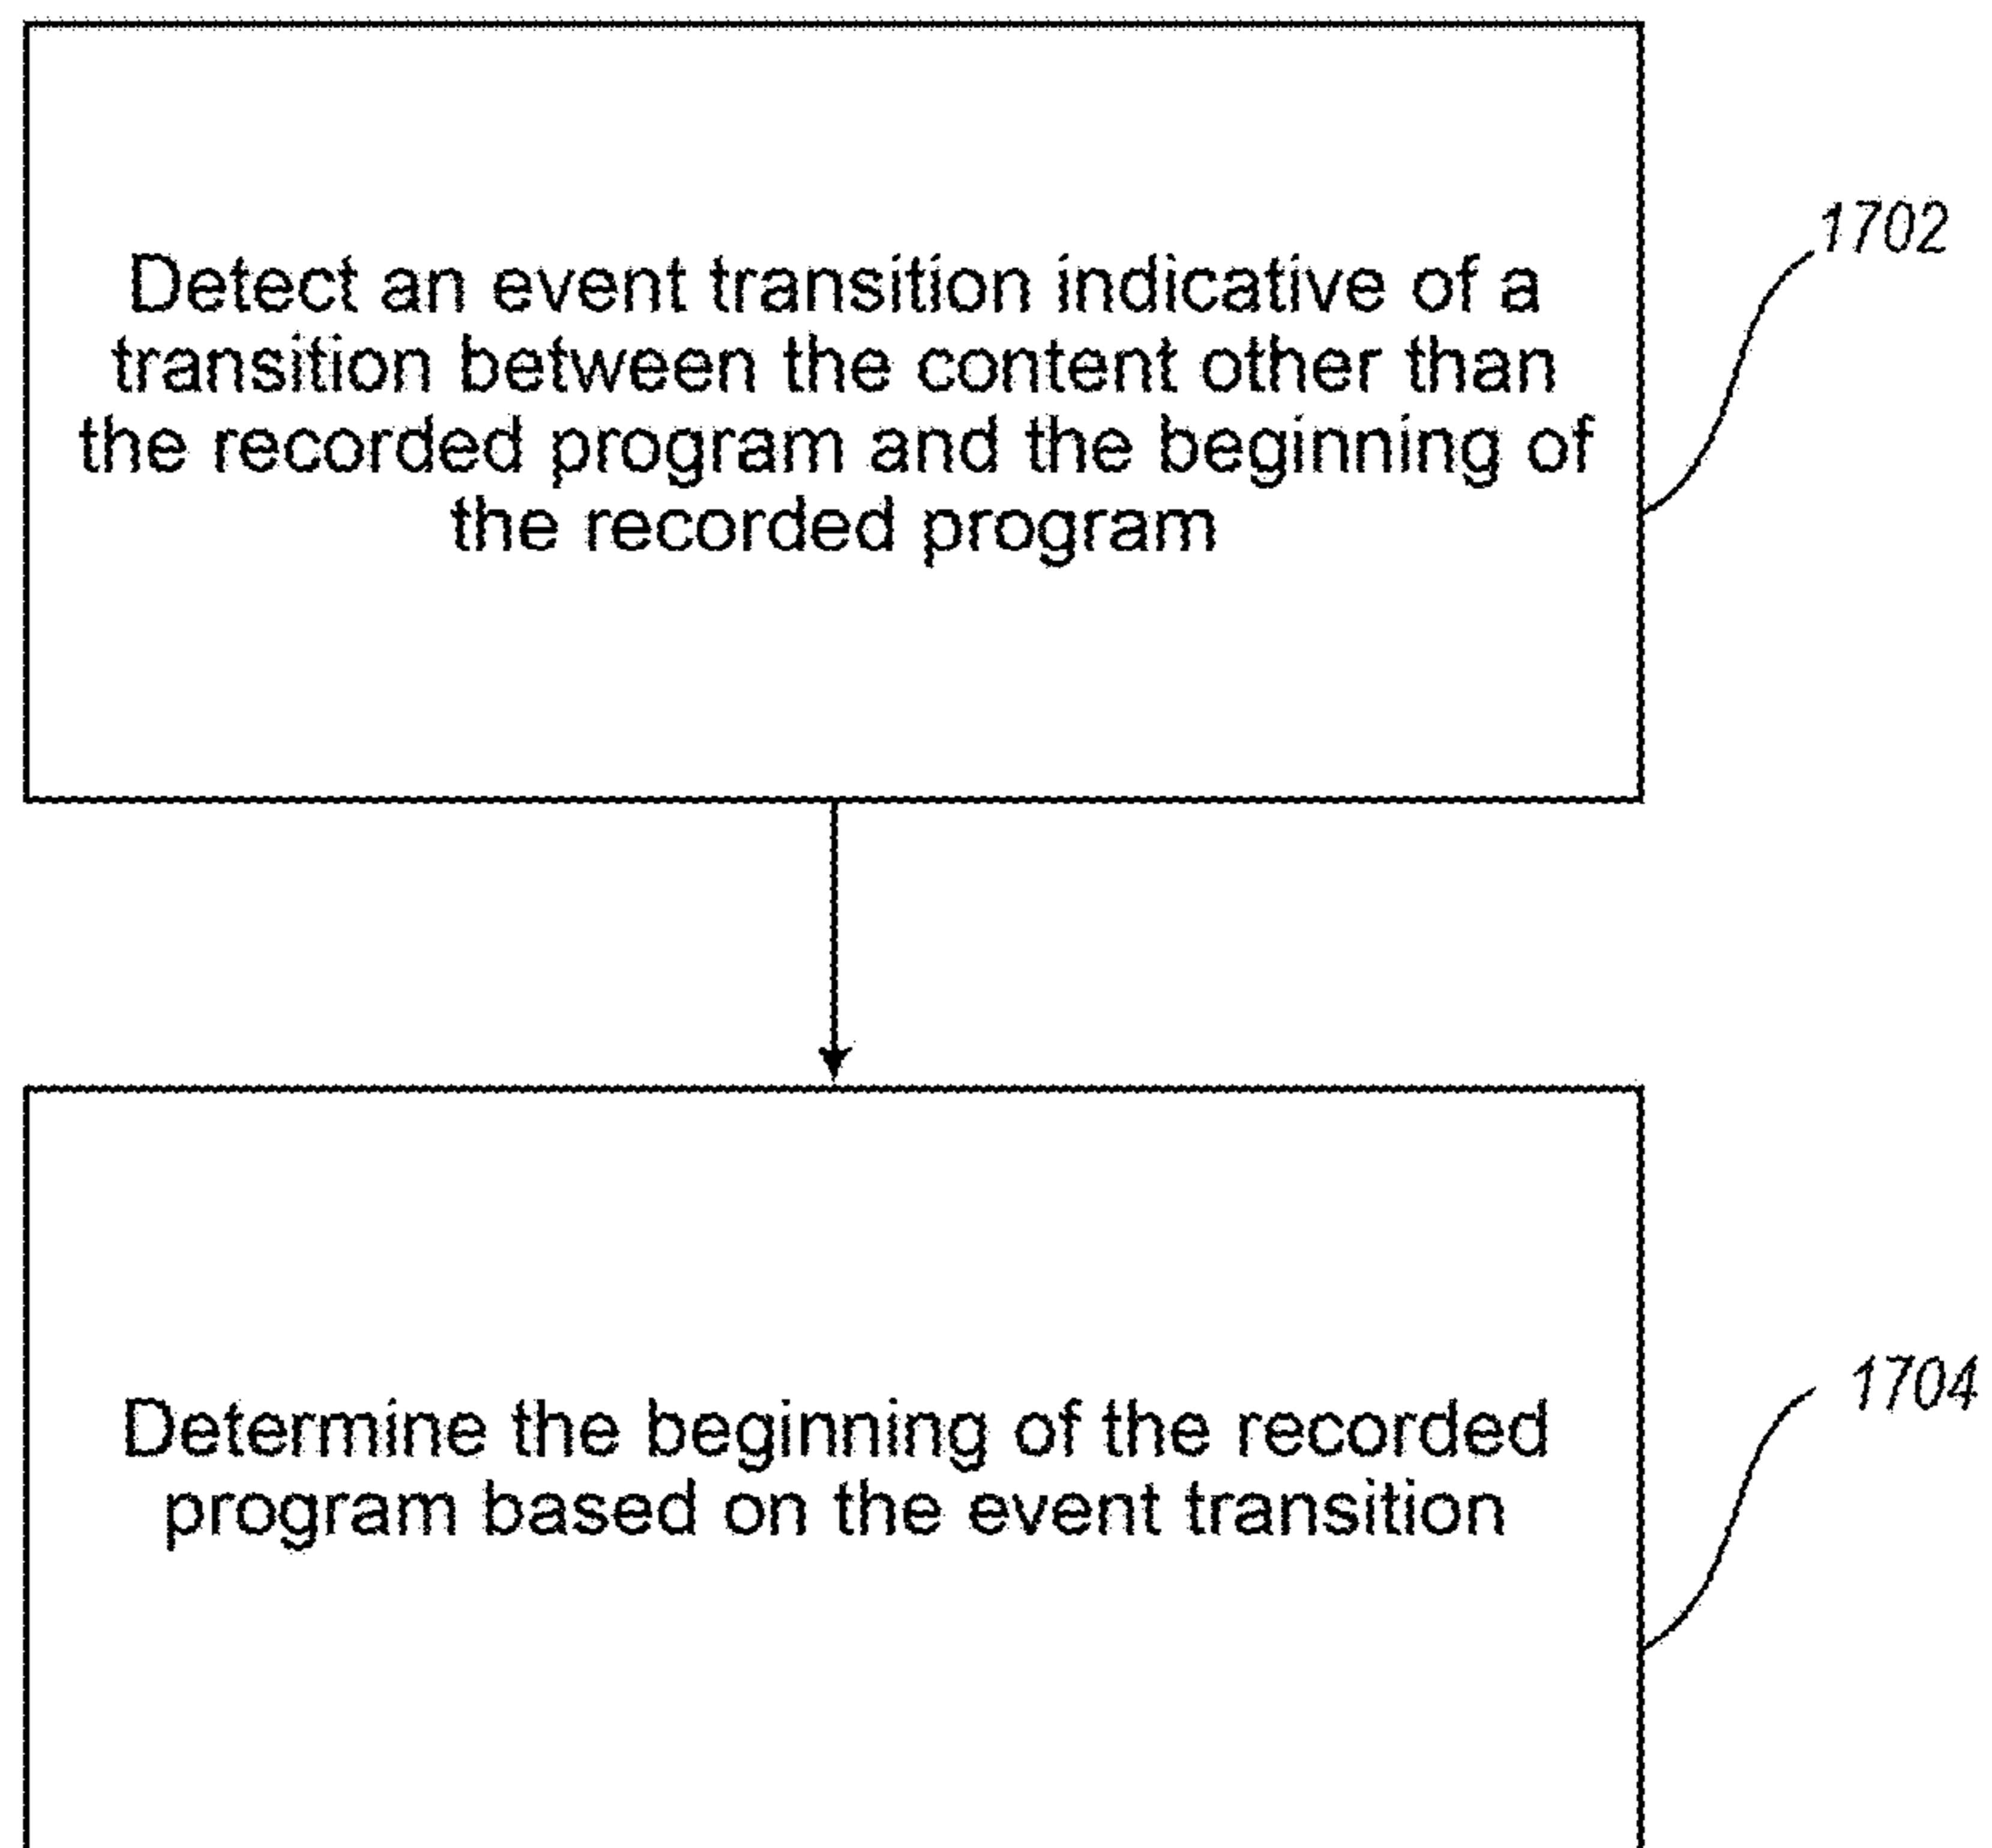 Detect an event transition indicative of a
transition between the content other than
the recorded program and the beginning of
the recorded program
1702
Determine the beginning of the recorded
program based on the event transition
1704